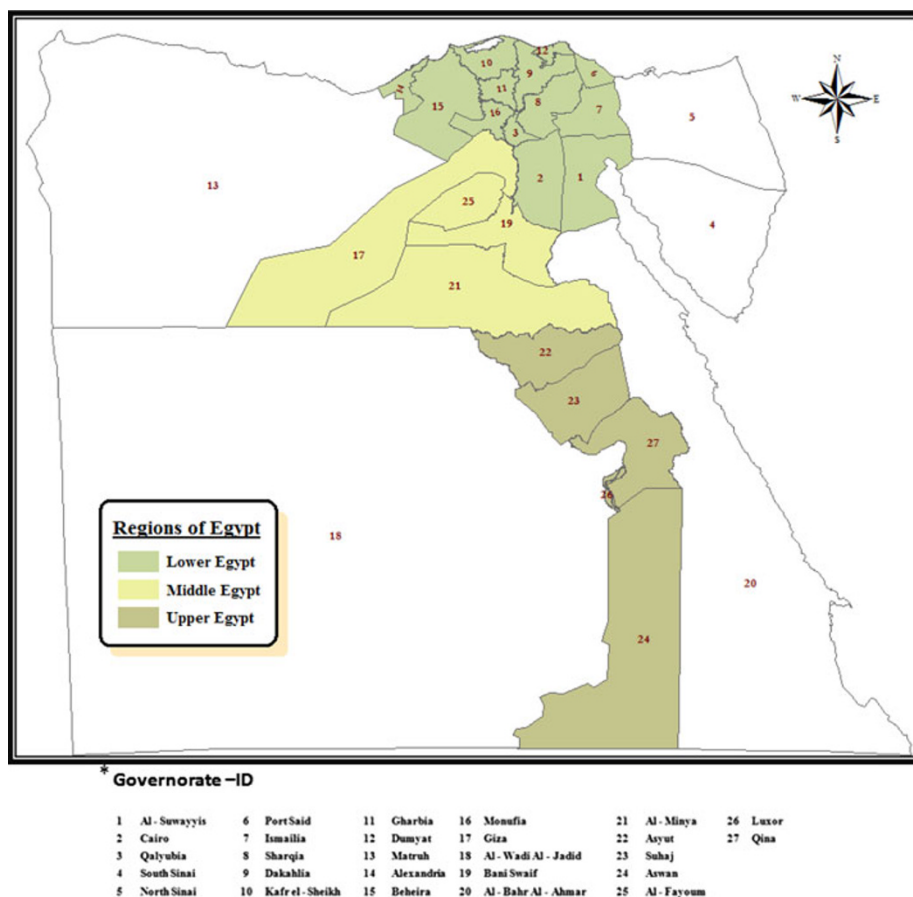 12
10
9
14
6
11
15
8
7
16
3
5
N
W E
S
13
2
1
25
4
19
17
21
22
23
27
26
18
20
24
Regions of Egypt
Lower Egypt
Middle Egypt
Upper Egypt
* Governorate –ID
1 Al - Suwayyis 6 Port Said 11 Gharbia 16 Monufia 21 Al - Minya 26 Luxor
2 Cairo 7 Ismailia 12 Dumyat 17 Giza 22 Asyut 27 Qina
3 Qalyubia 8 Sharqia 13 Matruh 18 Al - Wadi Al - Jadid 23 Suhaj
4 South Sinai 9 Dakahlia 14 Alexandria 19 Bani Swaif 24 Aswan
5 North Sinai 10 Kafr el - Sheikh 15 Beheira 20 Al - Bahr Al - Ahmar 25 Al - Fayoum